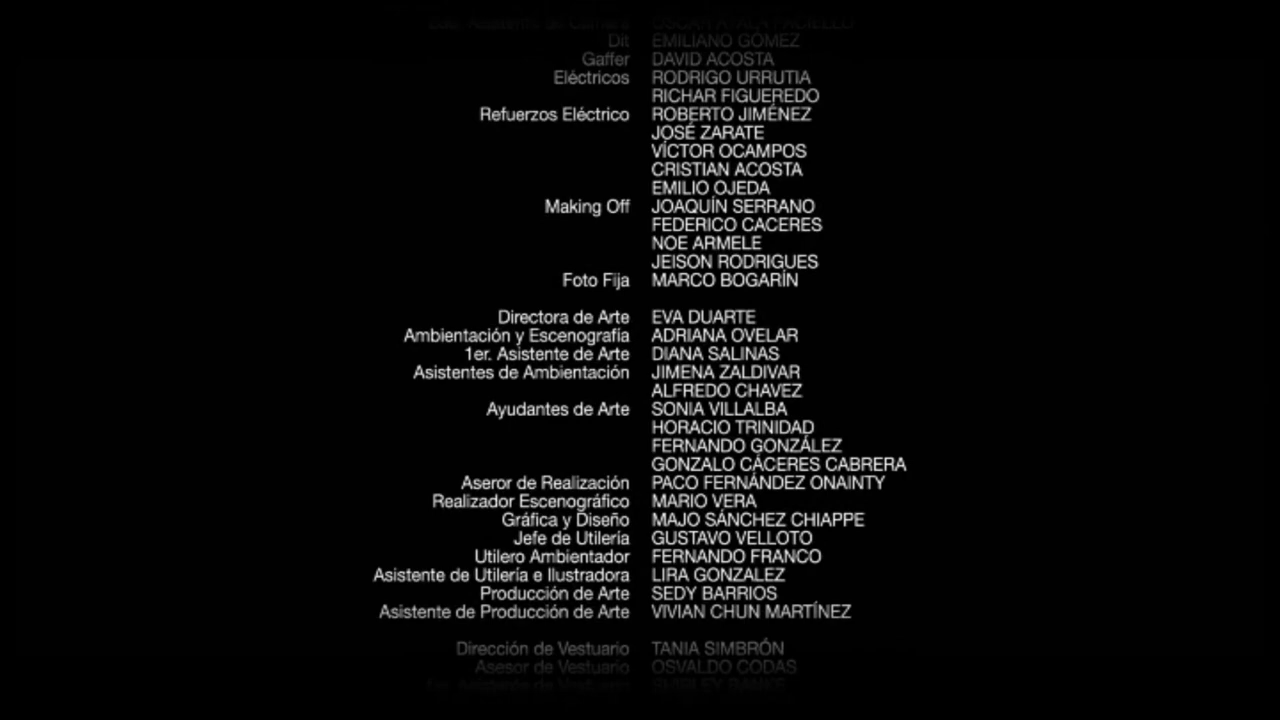 Dit EMILIANO GÓMEZ
Gaffer DAVID ACOSTA
Eléctricos RODRIGO URRUTIA
RICHAR FIGUEREDO
Refuerzos Eléctrico ROBERTO JIMÉNEZ
JOSÉ ZARATE
VÍCTOR OCAMPOS
CRISTIAN ACOSTA
EMILIO OJEDA
Making Off JOAQUÍN SERRANO
FEDERICO CACERES
NOE ARMELE
JEISON RODRIGUES
Foto Fija MARCO BOGARÍN
Directora de Arte EVA DUARTE
Ambientación y Escenografía ADRIANA OVELAR
1er. Asistente de Arte DIANA SALINAS
Asistentes de Ambientación JIMENA ZALDIVAR
ALFREDO CHAVEZ
Ayudantes de Arte SONIA VILLALBA
HORACIO TRINIDAD
FERNANDO GONZÁLEZ
GONZALO CÁCERES CABRERA
Aseror de Realización PACO FERNÁNDEZ ONAINTY
Realizador Escenográfico MARIO VERA
Gráfica y Diseño MAJO SÁNCHEZ CHIAPPE
Jefe de Utilería GUSTAVO VELLOTO
Utilero Ambientador FERNANDO FRANCO
Asistente de Utilería e Ilustradora LIRA GONZALEZ
Producción de Arte SEDY BARRIOS
Asistente de Producción de Arte VIVIAN CHUN MARTÍNEZ
Dirección de Vestuario TANIA SIMBRÓN
Asesor de Vestuario OSVALDO CODAS